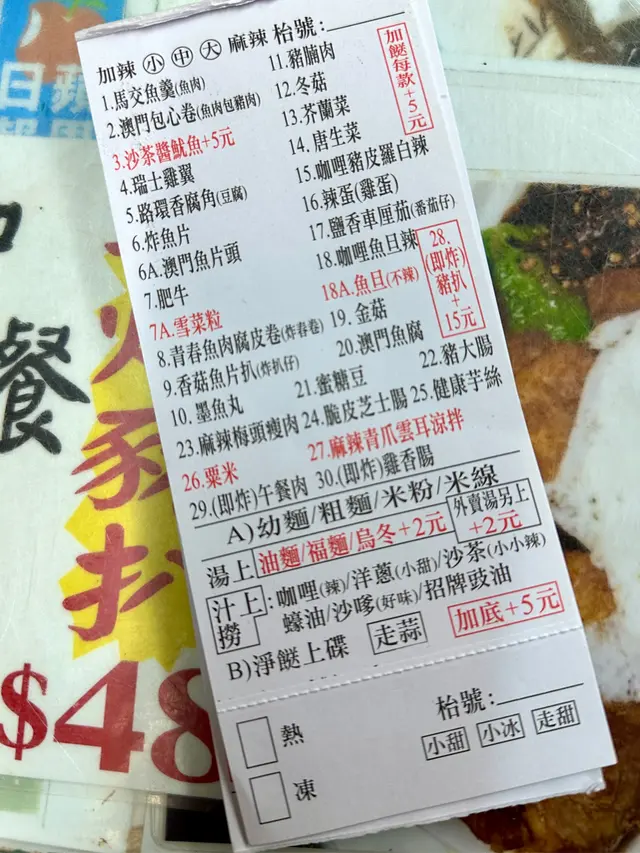 加辣 小 中 大 麻辣 枱號:
加餸每款+5元
1.馬交魚羹(魚肉)
2.澳門包心卷(魚肉包豬肉)
3.沙茶醬魷魚+5元
4.瑞士雞翼
5.路環香腐角(豆腐)
6.炸魚片
6A.澳門魚片頭
7.肥牛
7A.雪菜粒
8.青春魚肉腐皮卷(炸春卷)
9.香菇魚片扒(炸扒仔)
10.墨魚丸
11.豬腩肉
12.冬菇
13.芥蘭菜
14.唐生菜
15.咖哩豬皮羅白辣
16.辣蛋(雞蛋)
17.鹽香車厘茄(番茄仔)
18.咖哩魚旦辣
18A.魚旦(不辣)
19.金菇
20.澳門魚腐
21.蜜糖豆
22.豬大腸
23.麻辣梅頭瘦肉 24.脆皮芝士腸 25.健康芋絲
26.粟米
27.麻辣青爪雲耳涼拌
28.(即炸)豬扒+15元
29.(即炸)午餐肉 30.(即炸)雞香腸
A)幼麵/粗麵/米粉/米線
湯上 油麵/福麵/烏冬+2元
外賣湯另上+2元
汁上撈:咖哩(辣)/洋蔥(小甜)/沙茶(小小辣)
蠔油/沙嗲(好味)/招牌豉油
B)淨餸上碟 走蒜 加底+5元
枱號:
熱
小甜 小冰 走甜
凍
日蘋
餐
$48